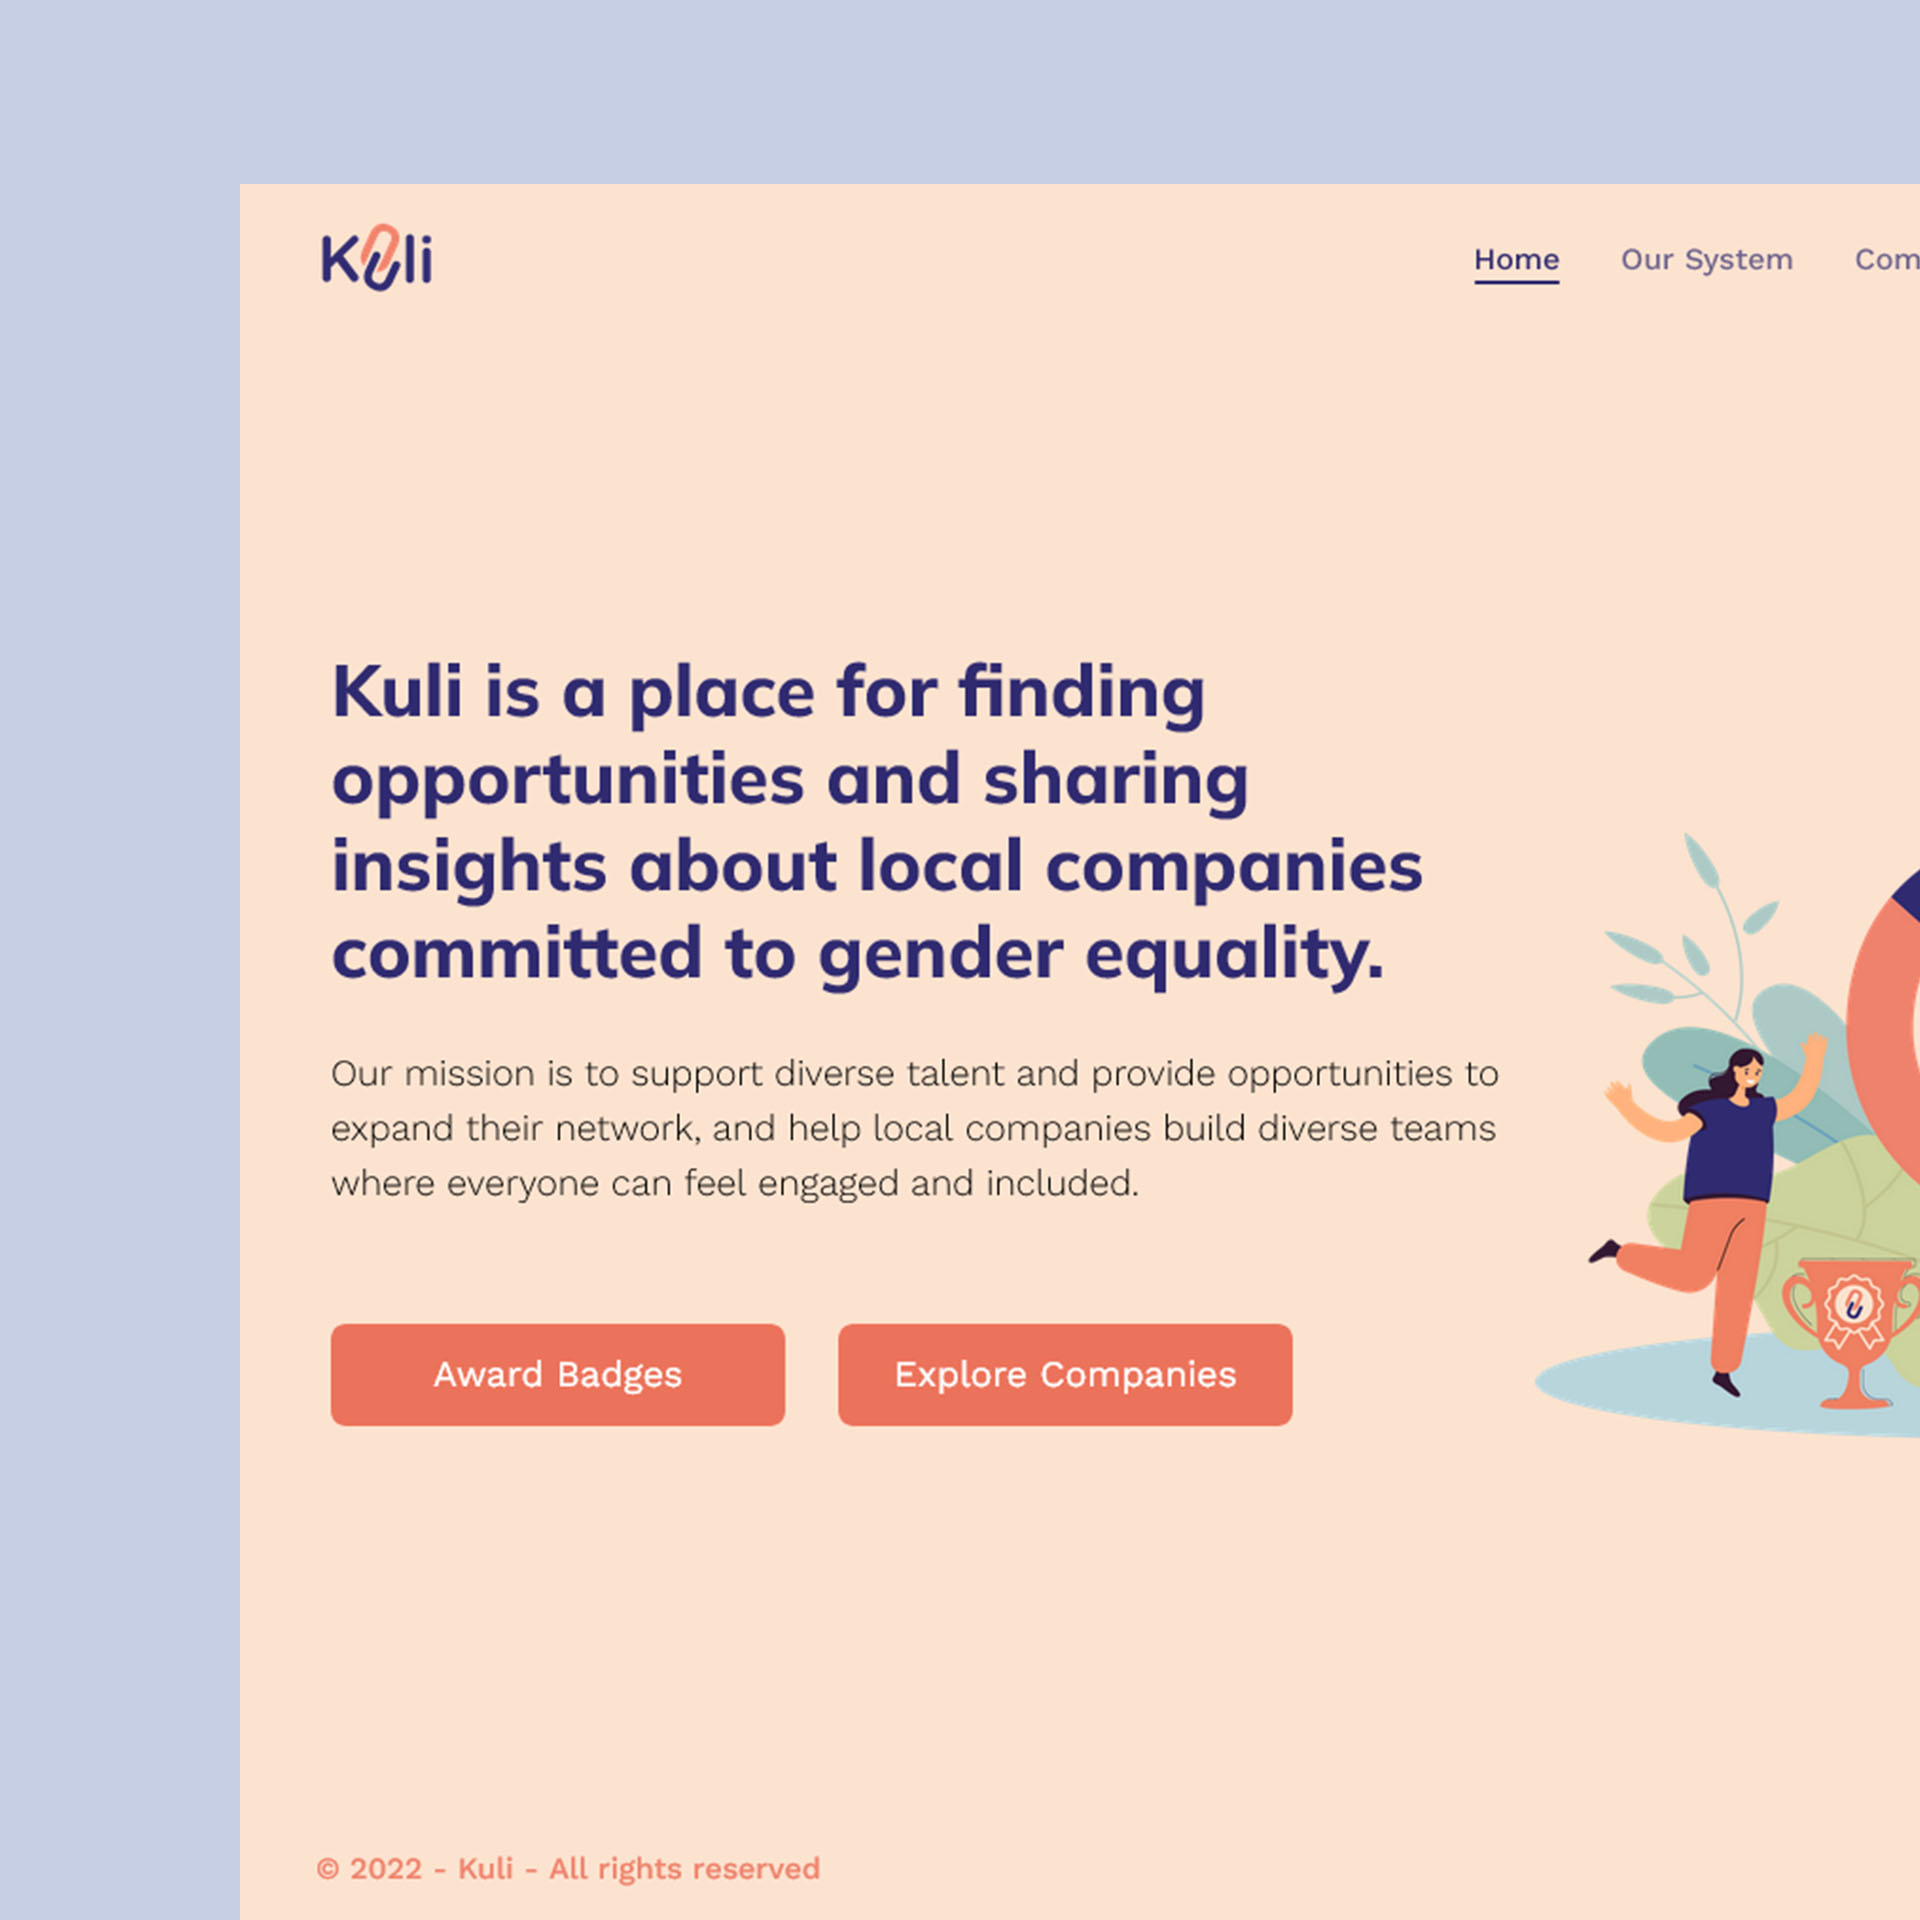 Kuli
Home Our System Com
Kuli is a place for finding
opportunities and sharing
insights about local companies
committed to gender equality.
Our mission is to support diverse talent and provide opportunities to
expand their network, and help local companies build diverse teams
where everyone can feel engaged and included.
Award Badges Explore Companies
© 2022 - Kuli - All rights reserved